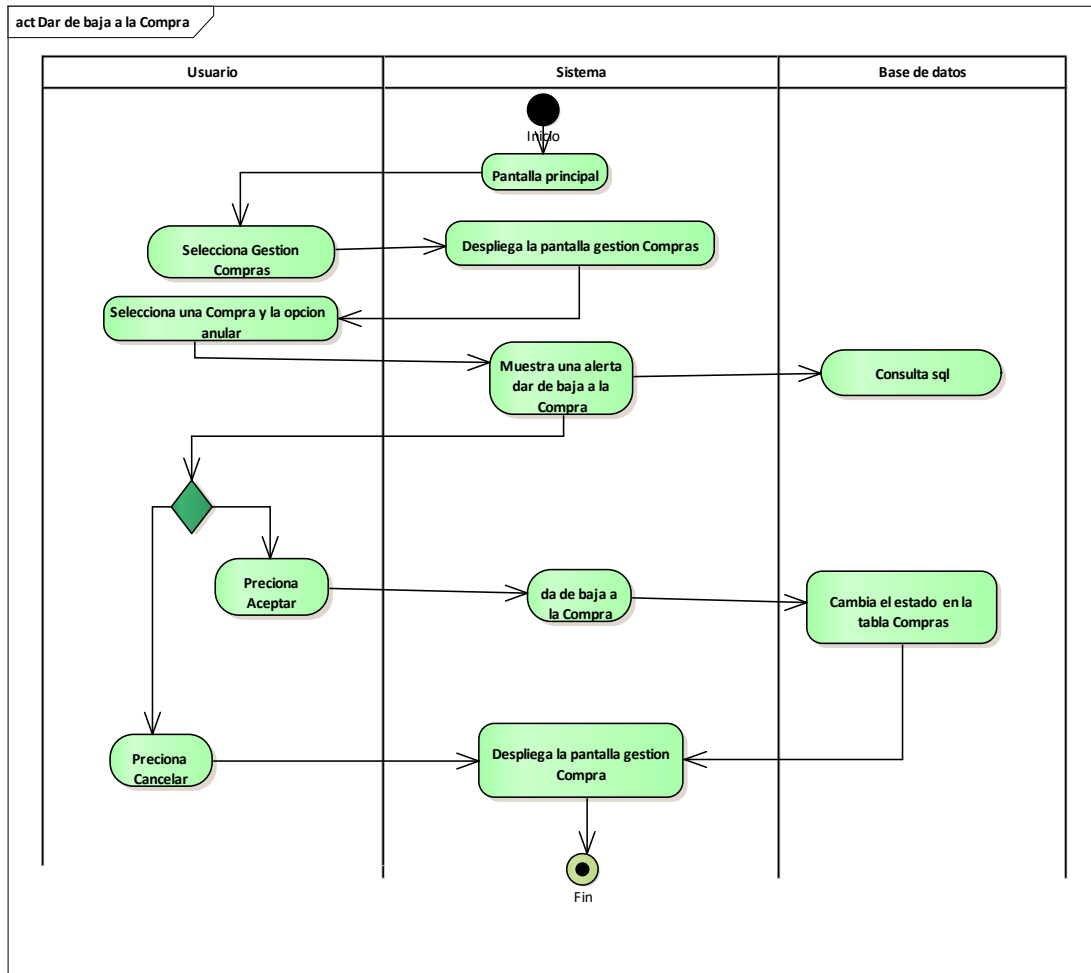 act Dar de baja a la Compra
Usuario
Sistema
Base de datos
Inicio
Pantalla principal
Selecciona Gestion
Compras
Despliega la pantalla gestion Compras
Selecciona una Compra y la opcion
anular
Muestra una alerta
dar de baja a la
Compra
Consulta sql
Preciona
Aceptar
da de baja a
la Compra
Cambia el estado en la
tabla Compras
Preciona
Cancelar
Despliega la pantalla gestion
Compra
Fin